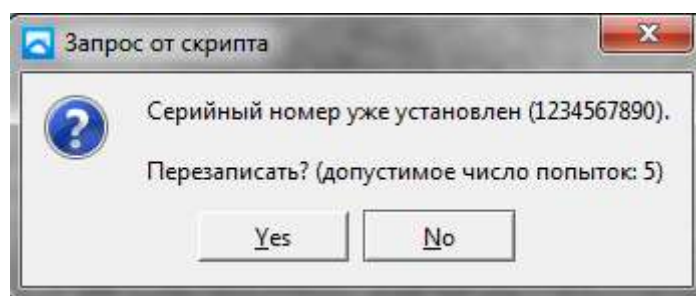 Запрос от скрипта
Серийный номер уже установлен (1234567890).
Перезаписать? (допустимое число попыток: 5)
Yes No